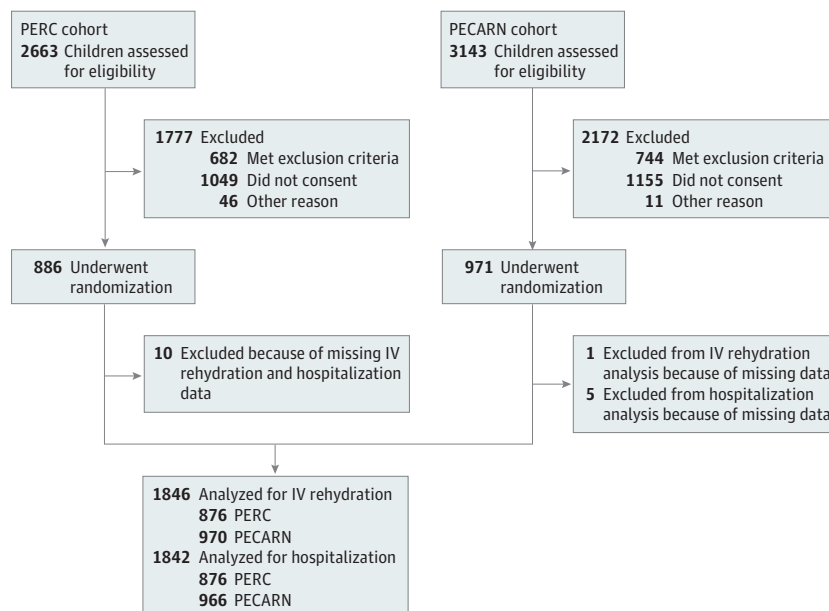 PERC cohort
2663 Children assessed
for eligibility
PECARN cohort
3143 Children assessed
for eligibility
1777 Excluded
682 Met exclusion criteria
1049 Did not consent
46 Other reason
2172 Excluded
744 Met exclusion criteria
1155 Did not consent
11 Other reason
886 Underwent
randomization
971 Underwent
randomization
10 Excluded because of missing IV
rehydration and hospitalization
data
1 Excluded from IV rehydration
analysis because of missing data
5 Excluded from hospitalization
analysis because of missing data
1846 Analyzed for IV rehydration
876 PERC
970 PECARN
1842 Analyzed for hospitalization
876 PERC
966 PECARN